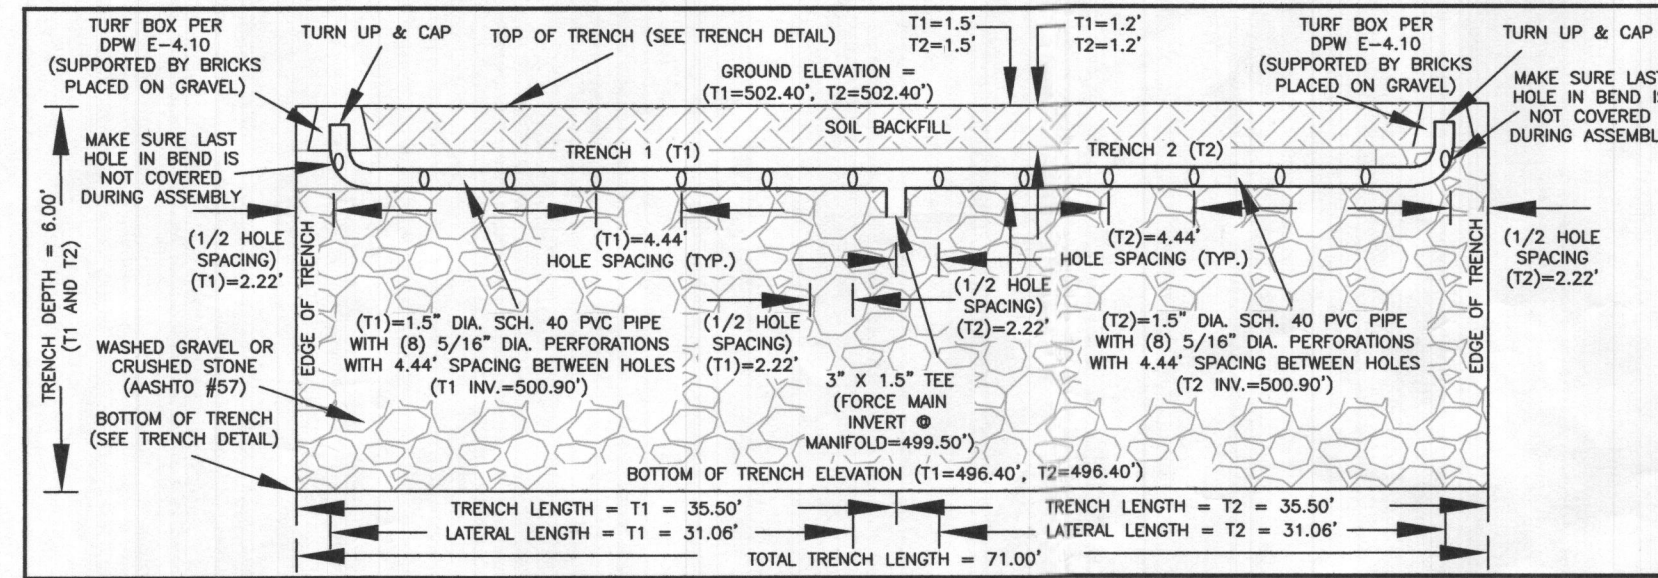 TURF BOX PER
DPW E-4.10
(SUPPORTED BY BRICKS
PLACED ON GRAVEL)
TURN UP & CAP
TOP OF TRENCH (SEE TRENCH DETAIL)
GROUND ELEVATION =
(T1=502.40', T2=502.40')
T1=1.5'
T2=1.5'
T1=1.2'
T2=1.2'
TURF BOX PER
DPW E-4.10
(SUPPORTED BY BRICKS
PLACED ON GRAVEL)
TURN UP & CAP
MAKE SURE LAST
HOLE IN BEND IS
NOT COVERED
DURING ASSEMBLY
SOIL BACKFILL
TRENCH 1 (T1)
TRENCH 2 (T2)
MAKE SURE LAST
HOLE IN BEND IS
NOT COVERED
DURING ASSEMBL
TRENCH DEPTH = 6.00'
(T1 AND T2)
(1/2 HOLE
SPACING)
(T1)=2.22'
EDGE OF TRENCH
(T1)=4.44'
HOLE SPACING (TYP.)
(T2)=4.44'
HOLE SPACING (TYP.)
(1/2 HOLE
SPACING)
(T2)=2.22'
EDGE OF TRENCH
(1/2 HOLE
SPACING
(T2)=2.22'
(T1)=1.5" DIA. SCH. 40 PVC PIPE
WITH (8) 5/16" DIA. PERFORATIONS
WITH 4.44' SPACING BETWEEN HOLES
(T1 INV.=500.90')
(1/2 HOLE
SPACING)
(T1)=2.22'
(T2)=1.5" DIA. SCH. 40 PVC PIPE
WITH (8) 5/16" DIA. PERFORATIONS
WITH 4.44' SPACING BETWEEN HOLES
(T2 INV.=500.90')
WASHED GRAVEL OR
CRUSHED STONE
(AASHTO #57)
3" X 1.5" TEE
(FORCE MAIN
INVERT @
MANIFOLD=499.50')
BOTTOM OF TRENCH
(SEE TRENCH DETAIL)
BOTTOM OF TRENCH ELEVATION (T1=496.40', T2=496.40')
TRENCH LENGTH = T1 = 35.50'
TRENCH LENGTH = T2 = 35.50'
LATERAL LENGTH = T1 = 31.06'
LATERAL LENGTH = T2 = 31.06'
TOTAL TRENCH LENGTH = 71.00'